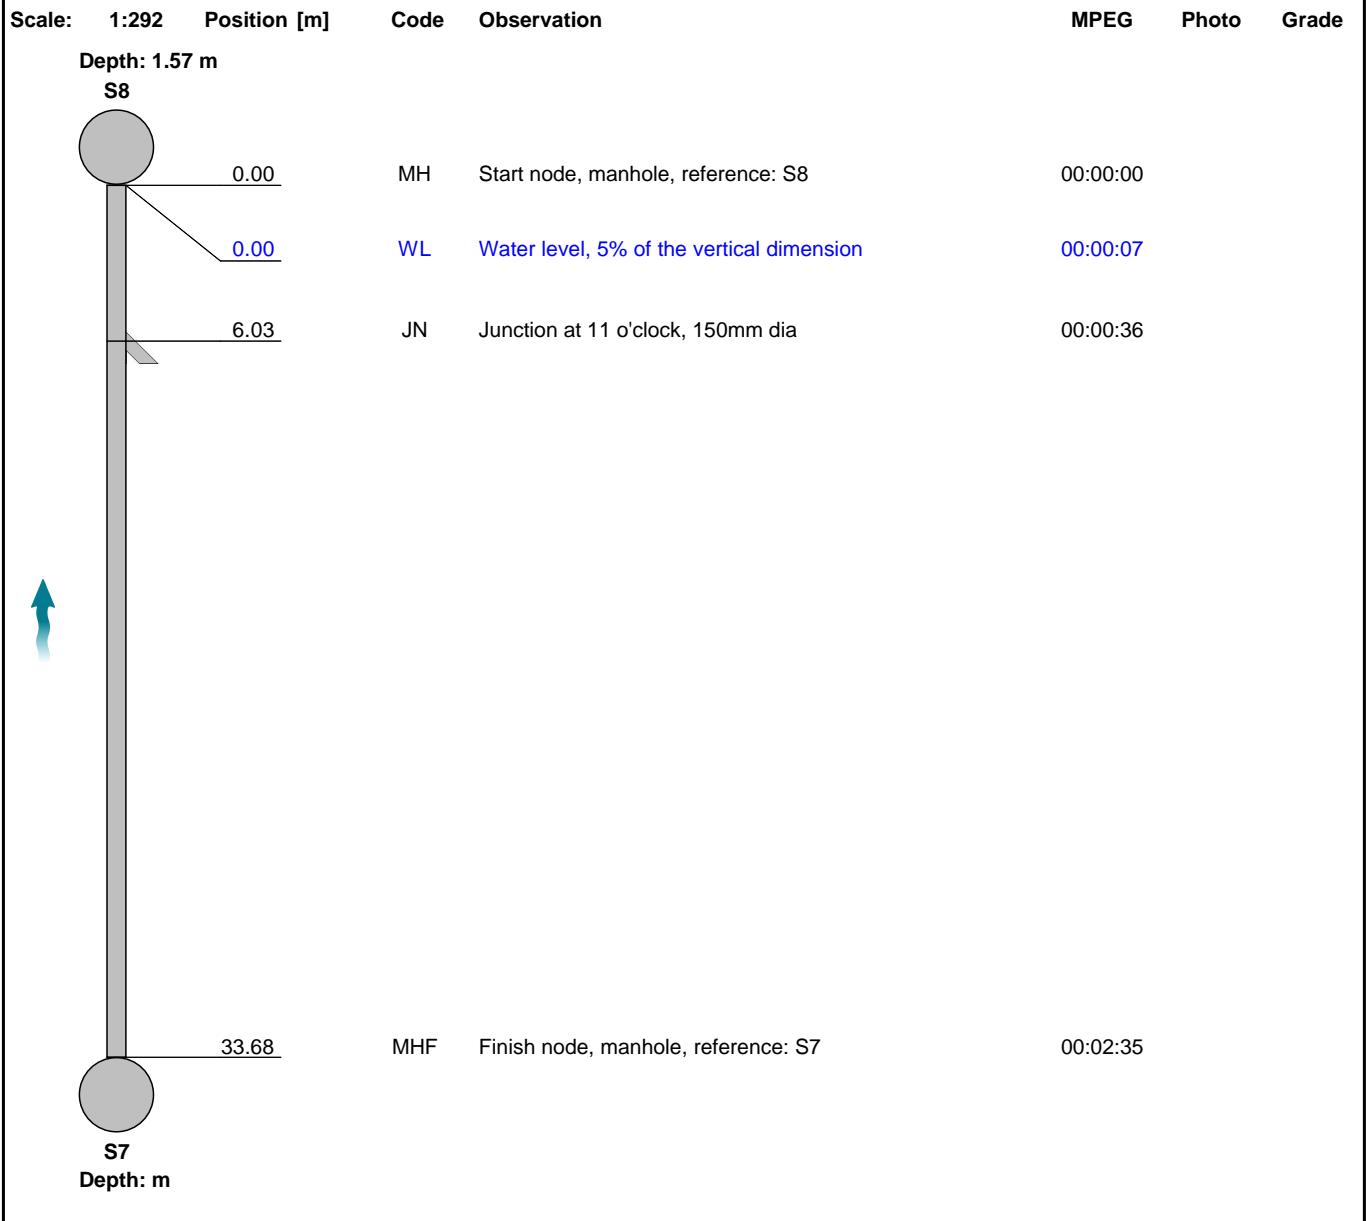 Scale: 1:292 Position [m] Code Observation MPEG Photo Grade
Depth: 1.57 m
S8
0.00 MH Start node, manhole, reference: S8 00:00:00
0.00 WL Water level, 5% of the vertical dimension 00:00:07
6.03 JN Junction at 11 o'clock, 150mm dia 00:00:36
33.68 MHF Finish node, manhole, reference: S7 00:02:35
S7
Depth: m